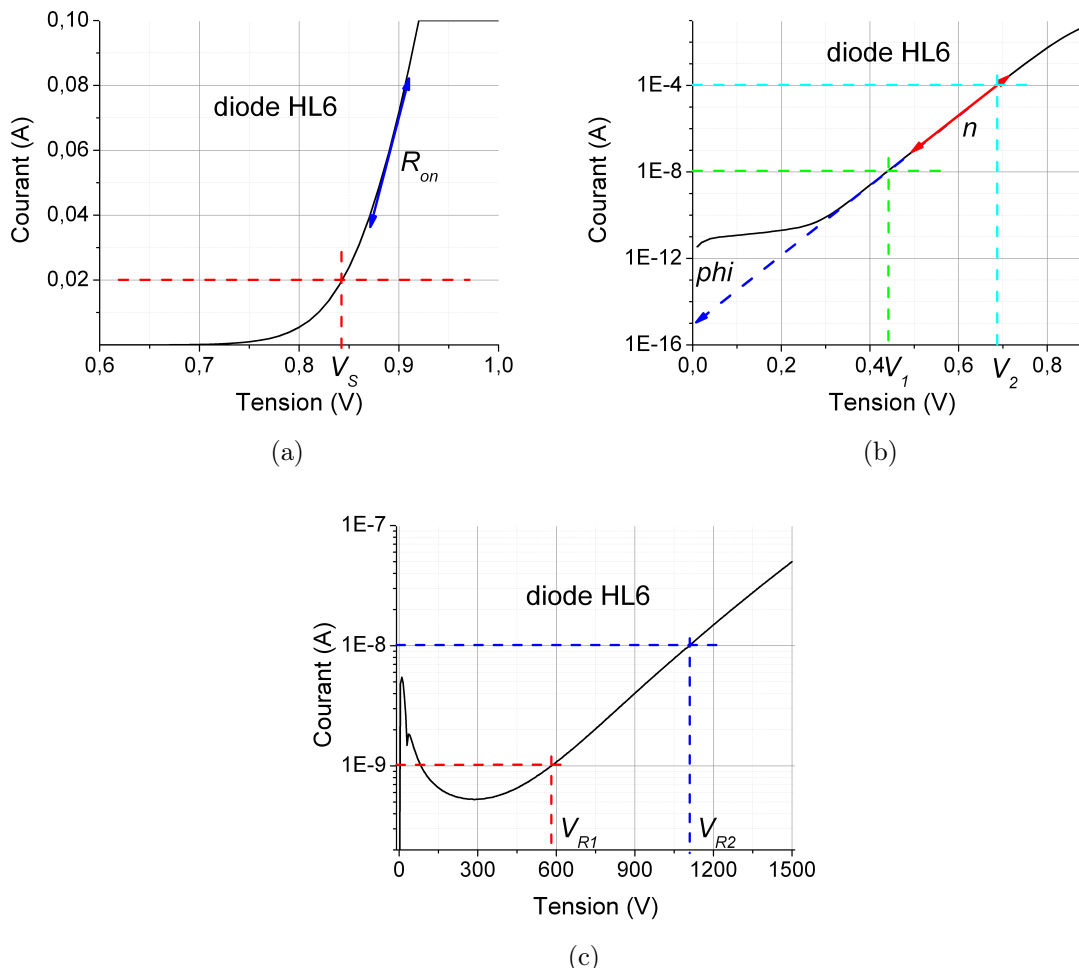 0,10
0,08
0,06
0,04
0,02
Courant (A)
diode HL6
R_on
0,6 0,7 0,8 0,9 1,0
V_S
Tension (V)
(a)
1E-4
1E-8
1E-12
1E-16
Courant (A)
diode HL6
n
phi
0,0 0,2 0,4 0,6 0,8
V_1 V_2
Tension (V)
(b)
1E-7
1E-8
1E-9
Courant (A)
diode HL6
V_R1 V_R2
0 300 600 900 1200 1500
Tension (V)
(c)